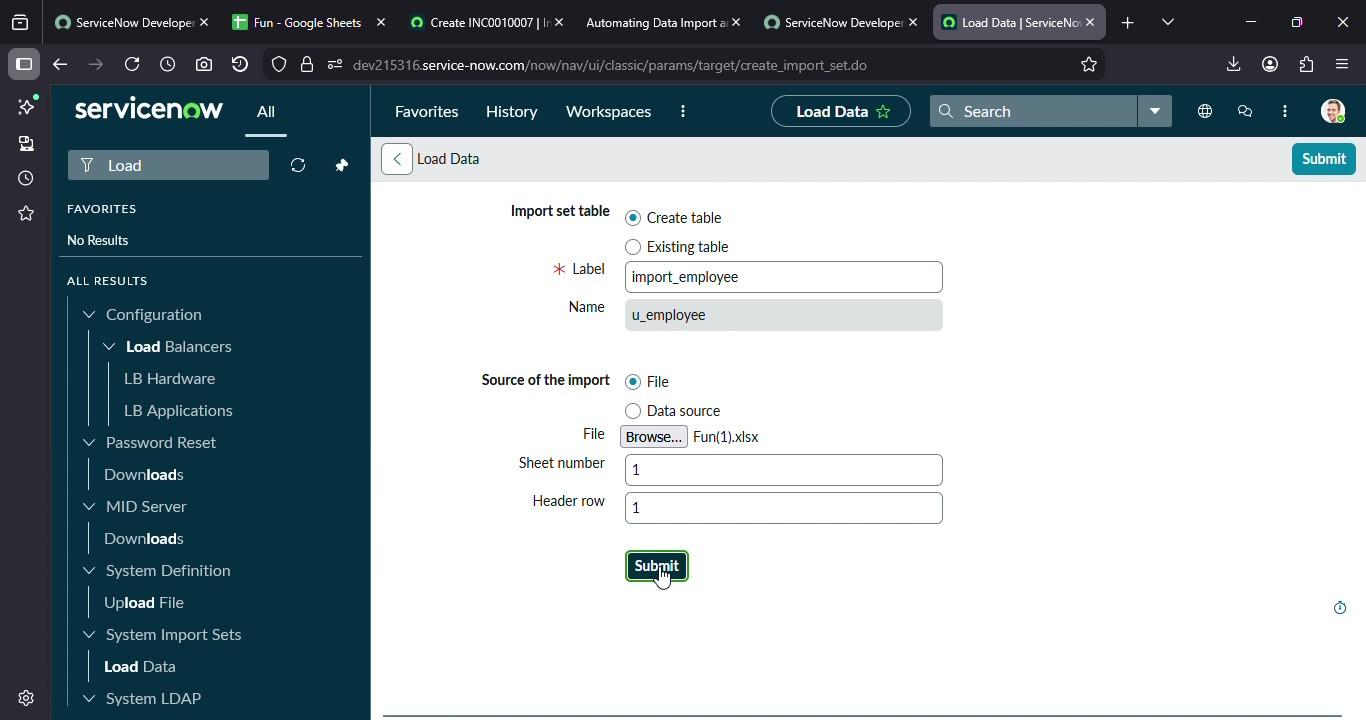 ServiceNow Developer
Fun - Google Sheets
Create INC0010007 | In
Automating Data Import a
ServiceNow Developer
Load Data | ServiceNo
dev215316.service-now.com/now/nav/ui/classic/params/target/create_import_set.do
servicenow
All
Favorites
History
Workspaces
Load Data
Search
Load
FAVORITES
No Results
ALL RESULTS
Configuration
Load Balancers
LB Hardware
LB Applications
Password Reset
Downloads
MID Server
Downloads
System Definition
Upload File
System Import Sets
Load Data
System LDAP
Load Data
Submit
Import set table
Create table
Existing table
* Label
import_employee
Name
u_employee
Source of the import
File
Data source
File
Browse... Fun(1).xlsx
Sheet number
1
Header row
1
Submit